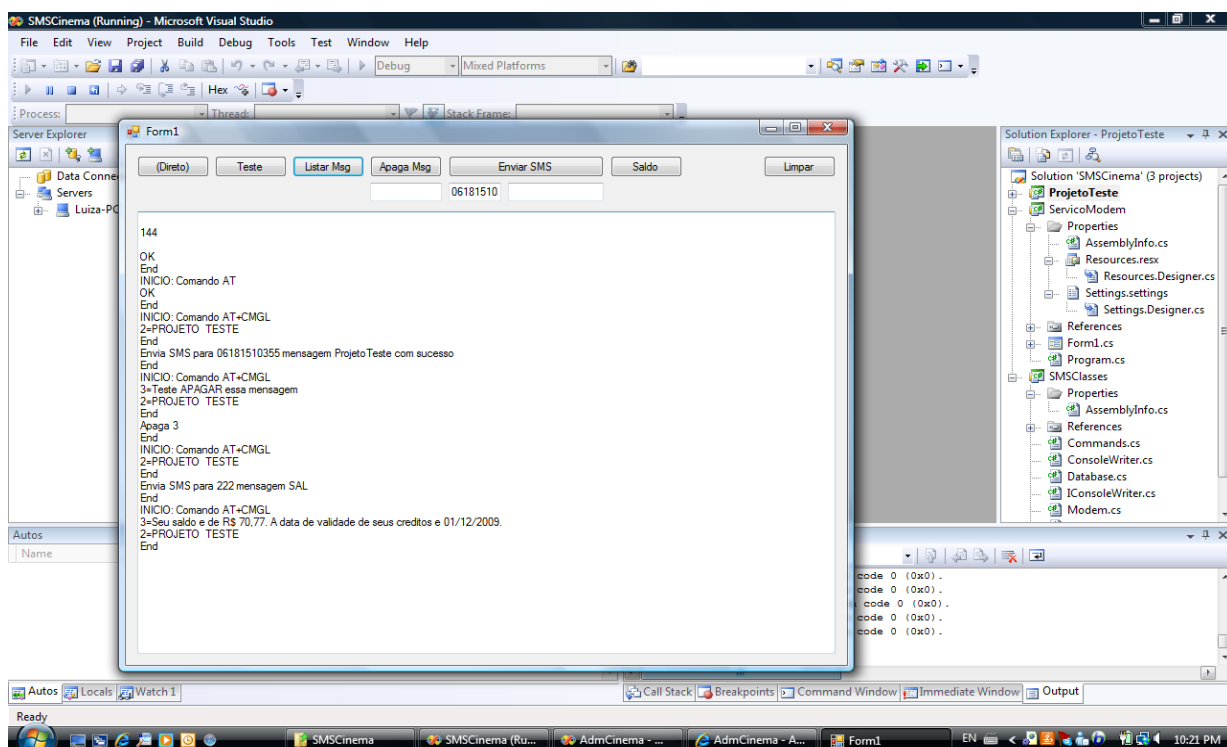 SMSCinema (Running) - Microsoft Visual Studio
File Edit View Project Build Debug Tools Test Window Help
Debug Mixed Platforms
Hex
Process: Thread: Stack Frame:
Server Explorer
Data Conne
Servers
Luiza-PC
Form1
(Direto) Teste Listar Msg Apaga Msg Enviar SMS Saldo Limpar
06181510
144
OK
End
INICIO: Comando AT
OK
End
INICIO: Comando AT+CMGL
2=PROJETO TESTE
End
Envia SMS para 06181510355 mensagem ProjetoTeste com sucesso
End
INICIO: Comando AT+CMGL
3=Teste APAGAR essa mensagem
2=PROJETO TESTE
End
Apaga 3
End
INICIO: Comando AT+CMGL
2=PROJETO TESTE
End
Envia SMS para 222 mensagem SAL
End
INICIO: Comando AT+CMGL
3=Seu saldo e de R$ 70,77. A data de validade de seus creditos e 01/12/2009.
2=PROJETO TESTE
End
Solution Explorer - ProjetoTeste
Solution 'SMSCinema' (3 projects)
ProjetoTeste
ServicoModem
Properties
AssemblyInfo.cs
Resources.resx
Resources.Designer.cs
Settings.settings
Settings.Designer.cs
References
Form1.cs
Program.cs
SMSClasses
Properties
AssemblyInfo.cs
References
Commands.cs
ConsoleWriter.cs
Database.cs
IConsoleWriter.cs
Modem.cs
Autos
Name
code 0 (0x0).
code 0 (0x0).
code 0 (0x0).
code 0 (0x0).
code 0 (0x0).
Autos Locals Watch 1
Call Stack Breakpoints Command Window Immediate Window Output
Ready
SMSCinema SMSCinema (Ru... AdmCinema - ... AdmCinema - A... Form1 EN 10:21 PM